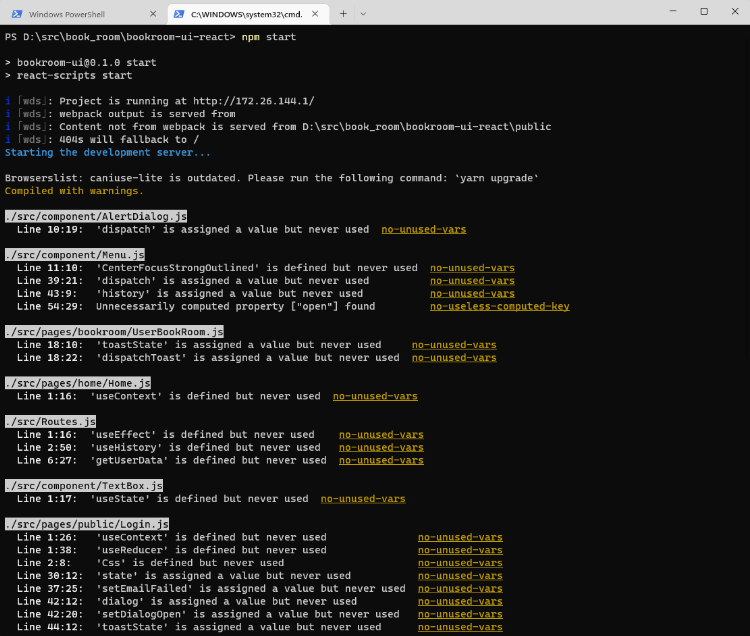 Windows PowerShell
C:\WINDOWS\system32\cmd.
PS D:\src\book_room\bookroom-ui-react> npm start
> bookroom-ui@0.1.0 start
> react-scripts start
i ｢wds｣: Project is running at http://172.26.144.1/
i ｢wds｣: webpack output is served from
i ｢wds｣: Content not from webpack is served from D:\src\book_room\bookroom-ui-react\public
i ｢wds｣: 404s will fallback to /
Starting the development server...
Browserslist: caniuse-lite is outdated. Please run the following command: `yarn upgrade`
Compiled with warnings.
./src/component/AlertDialog.js
Line 10:19: 'dispatch' is assigned a value but never used no-unused-vars
./src/component/Menu.js
Line 11:10: 'CenterFocusStrongOutlined' is defined but never used no-unused-vars
Line 39:21: 'dispatch' is assigned a value but never used no-unused-vars
Line 43:9: 'history' is assigned a value but never used no-unused-vars
Line 54:29: Unnecessarily computed property ["open"] found no-useless-computed-key
./src/pages/bookroom/UserBookRoom.js
Line 18:10: 'toastState' is assigned a value but never used no-unused-vars
Line 18:22: 'dispatchToast' is assigned a value but never used no-unused-vars
./src/pages/home/Home.js
Line 1:16: 'useContext' is defined but never used no-unused-vars
./src/Routes.js
Line 1:16: 'useEffect' is defined but never used no-unused-vars
Line 2:50: 'useHistory' is defined but never used no-unused-vars
Line 6:27: 'getUserData' is defined but never used no-unused-vars
./src/component/TextBox.js
Line 1:17: 'useState' is defined but never used no-unused-vars
./src/pages/public/Login.js
Line 1:26: 'useContext' is defined but never used no-unused-vars
Line 1:38: 'useReducer' is defined but never used no-unused-vars
Line 2:8: 'Css' is defined but never used no-unused-vars
Line 30:12: 'state' is assigned a value but never used no-unused-vars
Line 37:25: 'setEmailFailed' is assigned a value but never used no-unused-vars
Line 42:12: 'dialog' is assigned a value but never used no-unused-vars
Line 42:20: 'setDialogOpen' is assigned a value but never used no-unused-vars
Line 44:12: 'toastState' is assigned a value but never used no-unused-vars